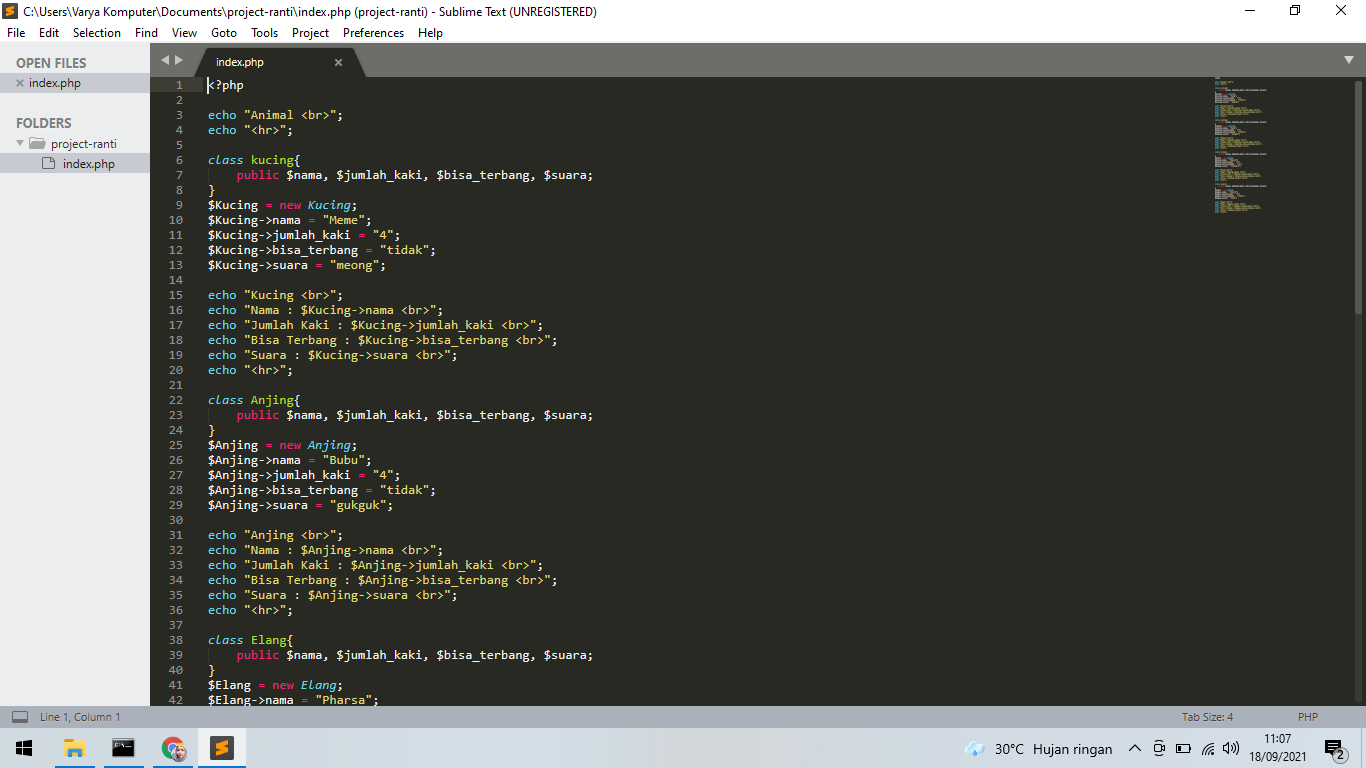 C:\Users\Varya Komputer\Documents\project-ranti\index.php (project-ranti) - Sublime Text (UNREGISTERED)
File Edit Selection Find View Goto Tools Project Preferences Help
OPEN FILES
index.php
FOLDERS
project-ranti
index.php
index.php
1 <?php
2
3 echo "Animal <br>";
4 echo "<hr>";
5
6 class kucing{
7 public $nama, $jumlah_kaki, $bisa_terbang, $suara;
8 }
9 $Kucing = new Kucing;
10 $Kucing->nama = "Meme";
11 $Kucing->jumlah_kaki = "4";
12 $Kucing->bisa_terbang = "tidak";
13 $Kucing->suara = "meong";
14
15 echo "Kucing <br>";
16 echo "Nama : $Kucing->nama <br>";
17 echo "Jumlah Kaki : $Kucing->jumlah_kaki <br>";
18 echo "Bisa Terbang : $Kucing->bisa_terbang <br>";
19 echo "Suara : $Kucing->suara <br>";
20 echo "<hr>";
21
22 class Anjing{
23 public $nama, $jumlah_kaki, $bisa_terbang, $suara;
24 }
25 $Anjing = new Anjing;
26 $Anjing->nama = "Bubu";
27 $Anjing->jumlah_kaki = "4";
28 $Anjing->bisa_terbang = "tidak";
29 $Anjing->suara = "gukguk";
30
31 echo "Anjing <br>";
32 echo "Nama : $Anjing->nama <br>";
33 echo "Jumlah Kaki : $Anjing->jumlah_kaki <br>";
34 echo "Bisa Terbang : $Anjing->bisa_terbang <br>";
35 echo "Suara : $Anjing->suara <br>";
36 echo "<hr>";
37
38 class Elang{
39 public $nama, $jumlah_kaki, $bisa_terbang, $suara;
40 }
41 $Elang = new Elang;
42 $Elang->nama = "Pharsa";
Line 1, Column 1
Tab Size: 4
PHP
30°C Hujan ringan
11:07
18/09/2021
2